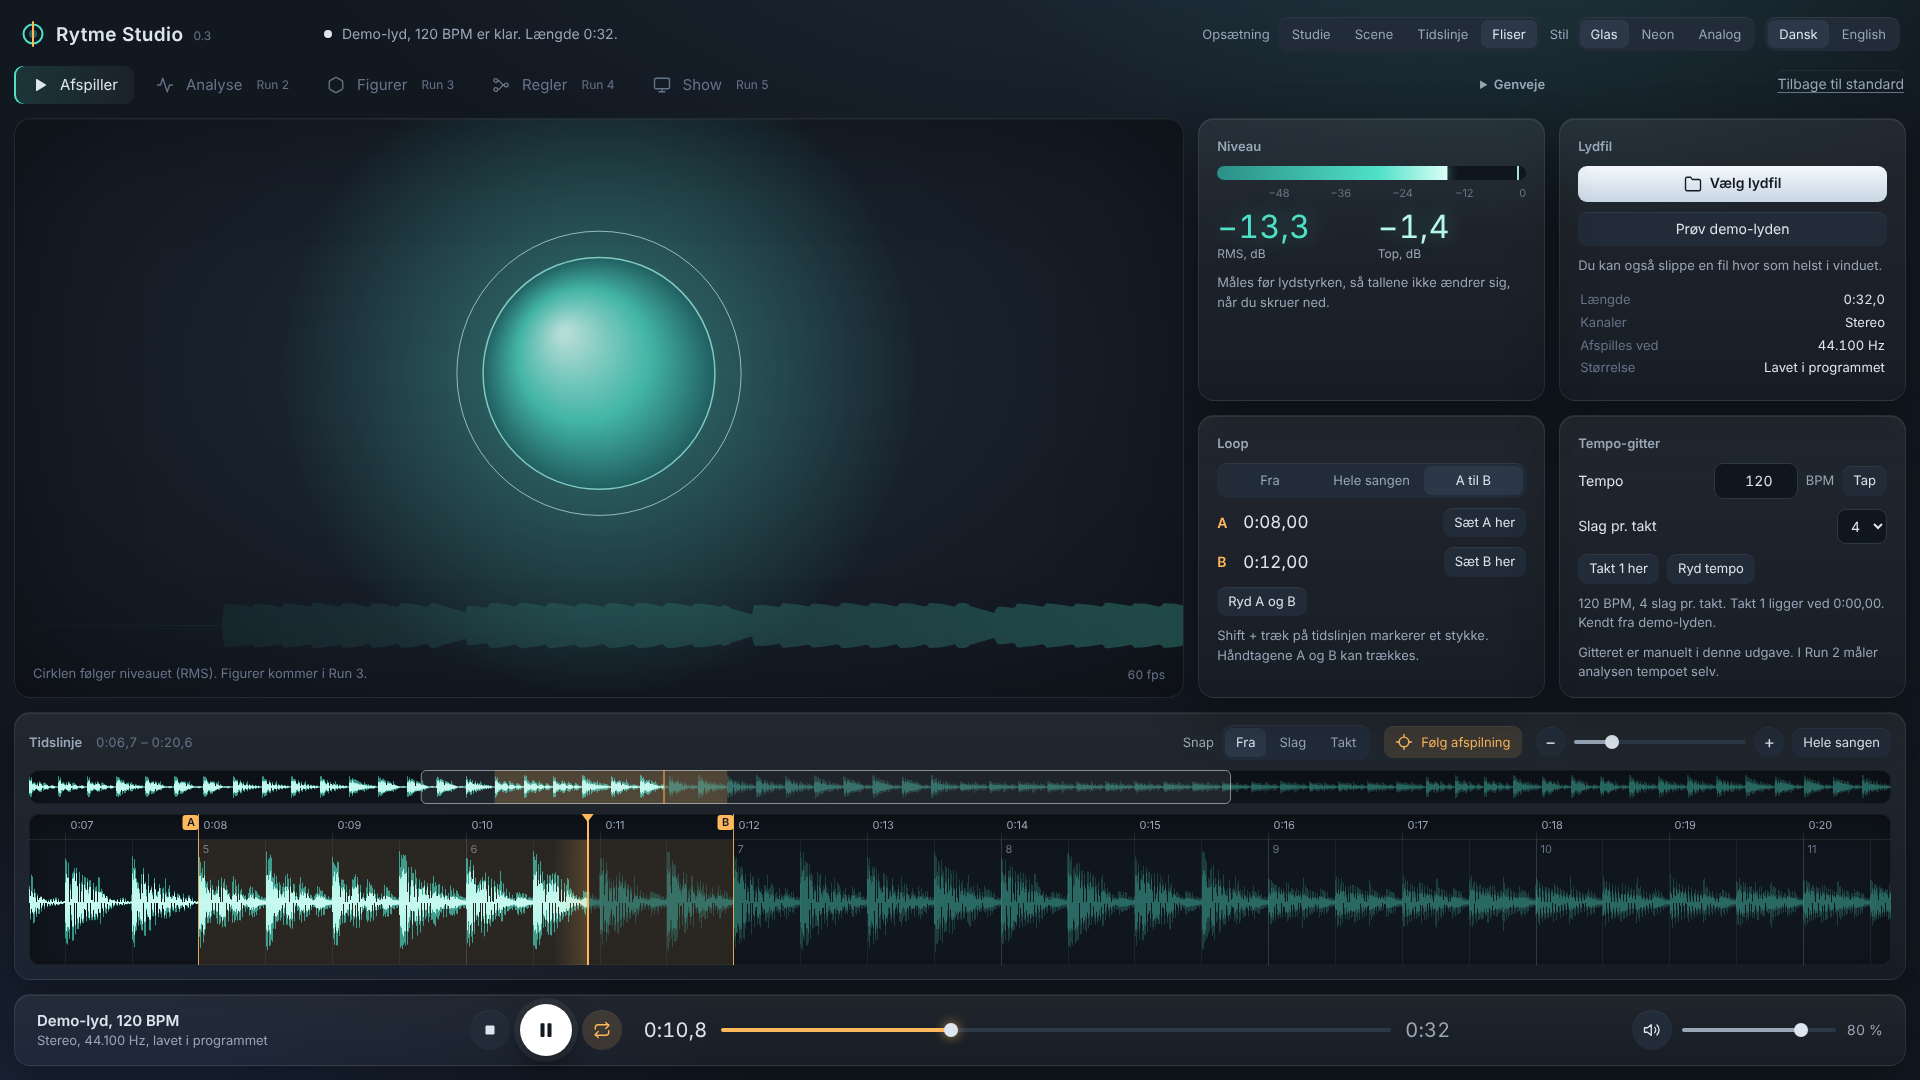 Rytme Studio 0.3
Demo-lyd, 120 BPM er klar. Længde 0:32.
Opsætning Studie Scene Tidslinje Fliser Stil Glas Neon Analog Dansk English
Afspiller Analyse Run 2 Figurer Run 3 Regler Run 4 Show Run 5
Genveje
Tilbage til standard
Cirklen følger niveauet (RMS). Figurer kommer i Run 3.
60 fps
Niveau
−48 −36 −24 −12 0
−13,3 −1,4
RMS, dB Top, dB
Måles før lydstyrken, så tallene ikke ændrer sig,
når du skruer ned.
Lydfil
Vælg lydfil
Prøv demo-lyden
Du kan også slippe en fil hvor som helst i vinduet.
Længde 0:32,0
Kanaler Stereo
Afspilles ved 44.100 Hz
Størrelse Lavet i programmet
Loop
Fra Hele sangen A til B
A 0:08,00 Sæt A her
B 0:12,00 Sæt B her
Ryd A og B
Shift + træk på tidslinjen markerer et stykke.
Håndtagene A og B kan trækkes.
Tempo-gitter
Tempo 120 BPM Tap
Slag pr. takt 4
Takt 1 her Ryd tempo
120 BPM, 4 slag pr. takt. Takt 1 ligger ved 0:00,00.
Kendt fra demo-lyden.
Gitteret er manuelt i denne udgave. I Run 2 måler
analysen tempoet selv.
Tidslinje 0:06,7 – 0:20,6
Snap Fra Slag Takt Følg afspilning − + Hele sangen
0:07 A 0:08 0:09 0:10 0:11 B 0:12 0:13 0:14 0:15 0:16 0:17 0:18 0:19 0:20
5 6 7 8 9 10 11
Demo-lyd, 120 BPM
Stereo, 44.100 Hz, lavet i programmet
0:10,8 0:32 80 %